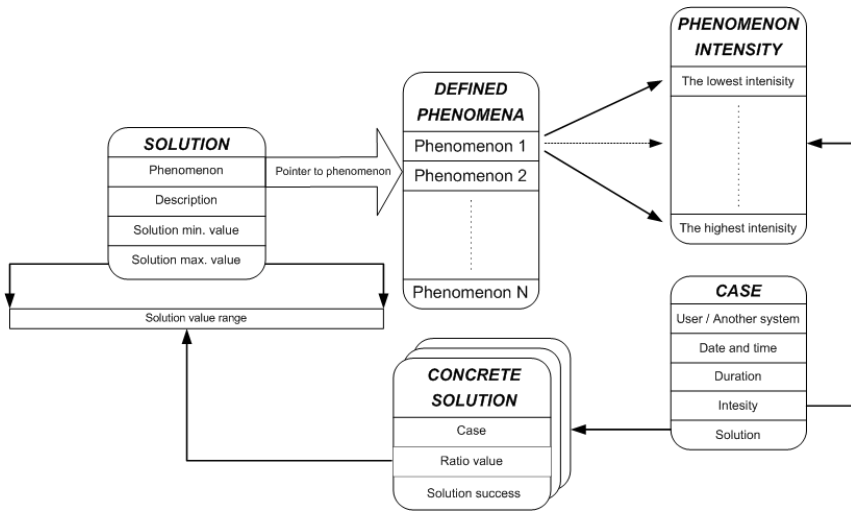 SOLUTION
Phenomenon
Description
Solution min. value
Solution max. value
Pointer to phenomenon
Solution value range
DEFINED
PHENOMENA
Phenomenon 1
Phenomenon 2
Phenomenon N
PHENOMENON
INTENSITY
The lowest intenisity
The highest intenisity
CASE
User / Another system
Date and time
Duration
Intesity
Solution
CONCRETE
SOLUTION
Case
Ratio value
Solution success